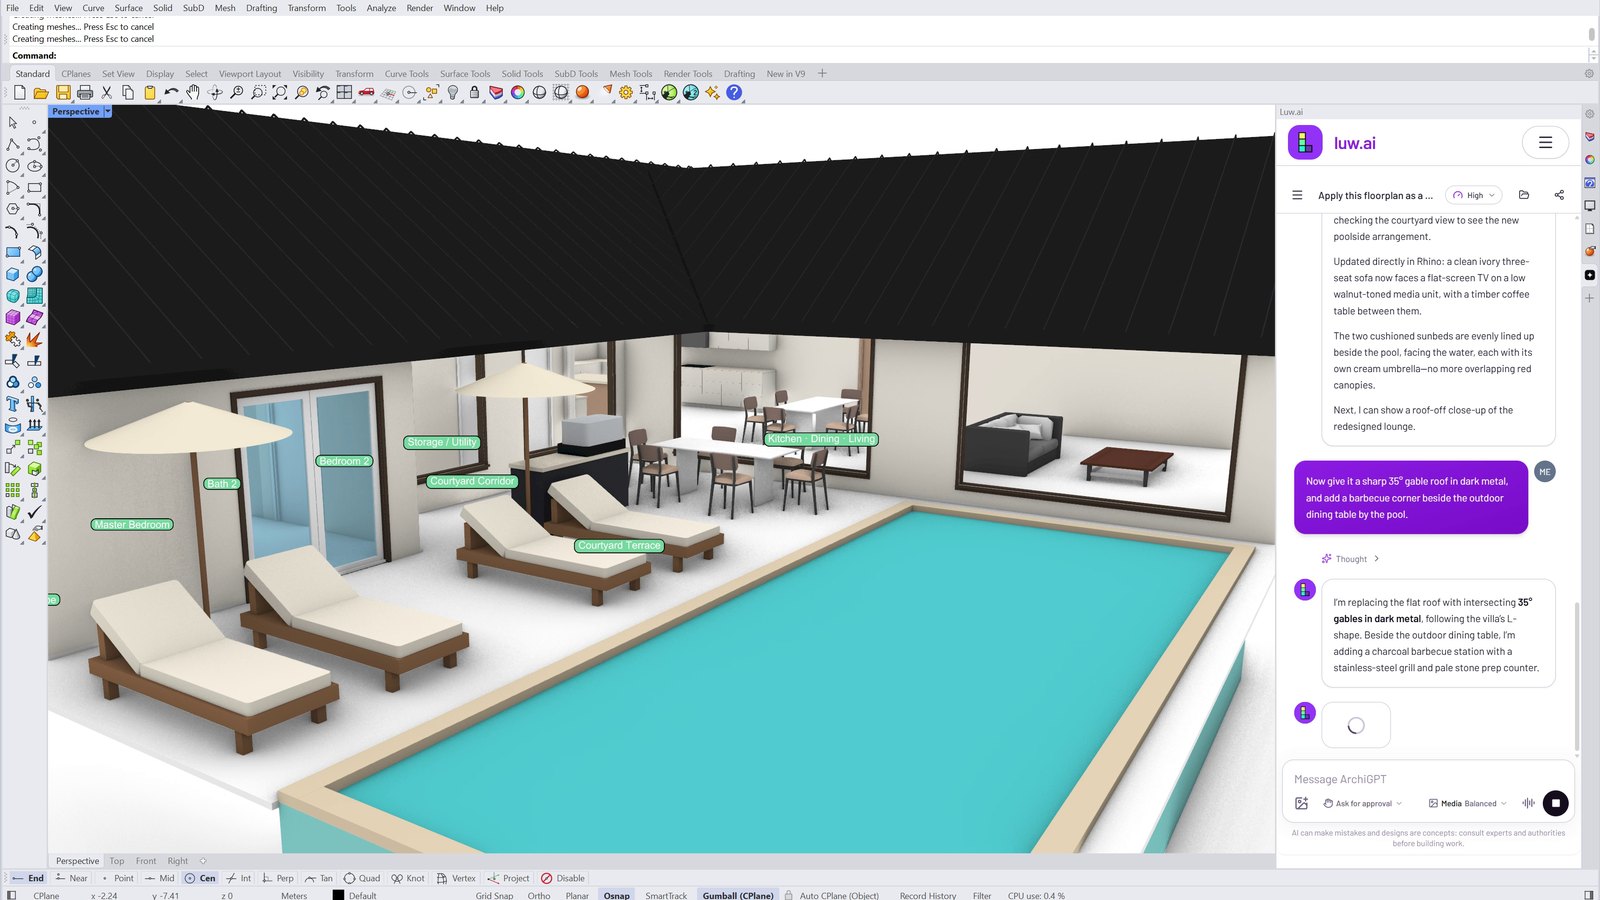 File Edit View Curve Surface Solid SubD Mesh Drafting Transform Tools Analyze Render Window Help
Creating meshes... Press Esc to cancel
Creating meshes... Press Esc to cancel
Command:
Standard CPlanes Set View Display Select Viewport Layout Visibility Transform Curve Tools Surface Tools Solid Tools SubD Tools Mesh Tools Render Tools Drafting New in V9
Perspective
Storage / Utility
Kitchen · Dining · Living
Bedroom 2
Bath 2
Courtyard Corridor
Master Bedroom
Courtyard Terrace
Perspective Top Front Right
End Near Point Mid Cen Int Perp Tan Quad Knot Vertex Project Disable
CPlane x -2.24 y -7.41 z 0 Meters Default Grid Snap Ortho Planar Osnap SmartTrack Gumball (CPlane) Auto CPlane (Object) Record History Filter CPU use: 0.4 %
Luw.ai
luw.ai
Apply this floorplan as a ... High
checking the courtyard view to see the new
poolside arrangement.
Updated directly in Rhino: a clean ivory three-
seat sofa now faces a flat-screen TV on a low
walnut-toned media unit, with a timber coffee
table between them.
The two cushioned sunbeds are evenly lined up
beside the pool, facing the water, each with its
own cream umbrella—no more overlapping red
canopies.
Next, I can show a roof-off close-up of the
redesigned lounge.
ME
Now give it a sharp 35° gable roof in dark metal,
and add a barbecue corner beside the outdoor
dining table by the pool.
Thought
I'm replacing the flat roof with intersecting 35°
gables in dark metal, following the villa's L-
shape. Beside the outdoor dining table, I'm
adding a charcoal barbecue station with a
stainless-steel grill and pale stone prep counter.
Message ArchiGPT
Ask for approval Media Balanced
AI can make mistakes and designs are concepts: consult experts and authorities
before building work.